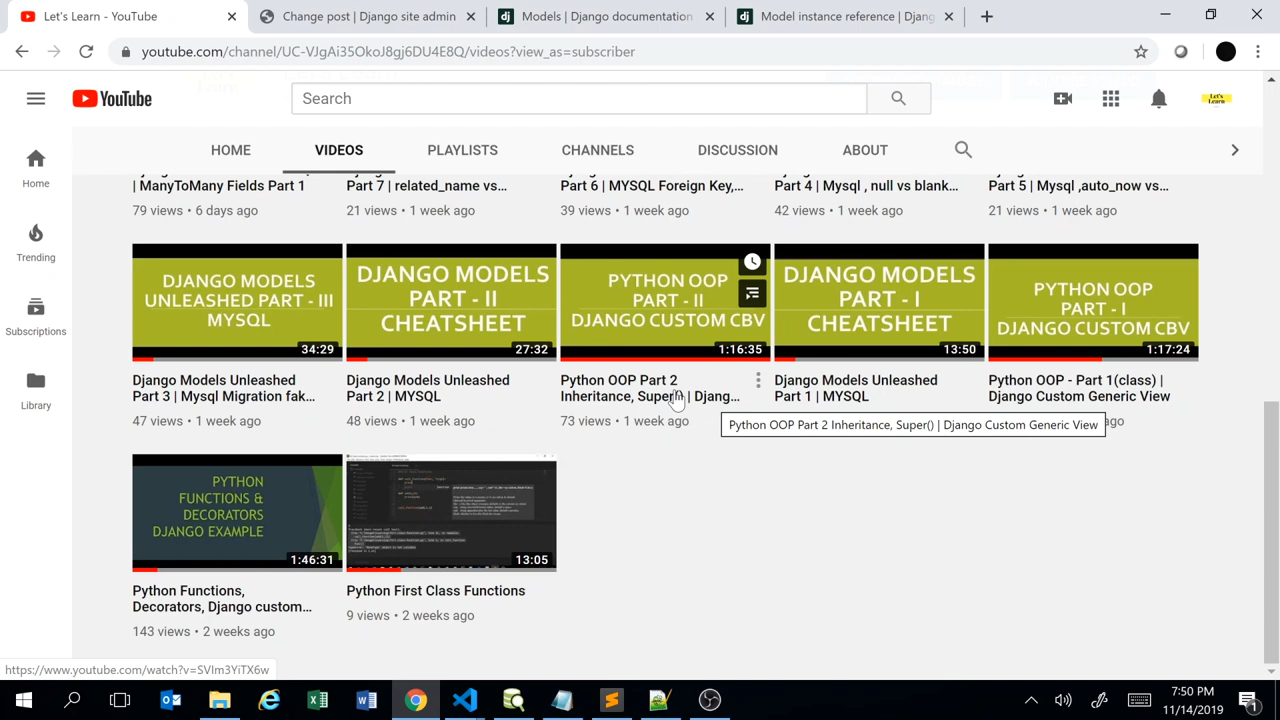 Let's Learn - YouTube
Change post | Django site admin
dj Models | Django documentation
dj Model instance reference | Djang
youtube.com/channel/UC-VJgAi35OkoJ8gj6DU4E8Q/videos?view_as=subscriber
YouTube
Search
Let's
Learn
HOME
VIDEOS
PLAYLISTS
CHANNELS
DISCUSSION
ABOUT
Home
Trending
Subscriptions
Library
| ManyToMany Fields Part 1
79 views • 6 days ago
Part 7 | related_name vs...
21 views • 1 week ago
Part 6 | MYSQL Foreign Key,...
39 views • 1 week ago
Part 4 | Mysql , null vs blank...
42 views • 1 week ago
Part 5 | Mysql ,auto_now vs...
21 views • 1 week ago
DJANGO MODELS
UNLEASHED PART - III
MYSQL
34:29
Django Models Unleashed
Part 3 | Mysql Migration fak...
47 views • 1 week ago
DJANGO MODELS
PART - II
CHEATSHEET
27:32
Django Models Unleashed
Part 2 | MYSQL
48 views • 1 week ago
PYTHON OOP
PART - II
DJANGO CUSTOM CBV
1:16:35
Python OOP Part 2
Inheritance, Super() | Djang...
73 views • 1 week ago
DJANGO MODELS
PART - I
CHEATSHEET
13:50
Django Models Unleashed
Part 1 | MYSQL
PYTHON OOP
PART - I
DJANGO CUSTOM CBV
1:17:24
Python OOP - Part 1(class) |
Django Custom Generic View
ago
Python OOP Part 2 Inheritance, Super() | Django Custom Generic View
PYTHON
FUNCTIONS &
DECORATORS
DJANGO EXAMPLE
1:46:31
Python Functions,
Decorators, Django custom...
143 views • 2 weeks ago
13:05
Python First Class Functions
9 views • 2 weeks ago
https://www.youtube.com/watch?v=SVIm3YiTX6w
7:50 PM
11/14/2019
1